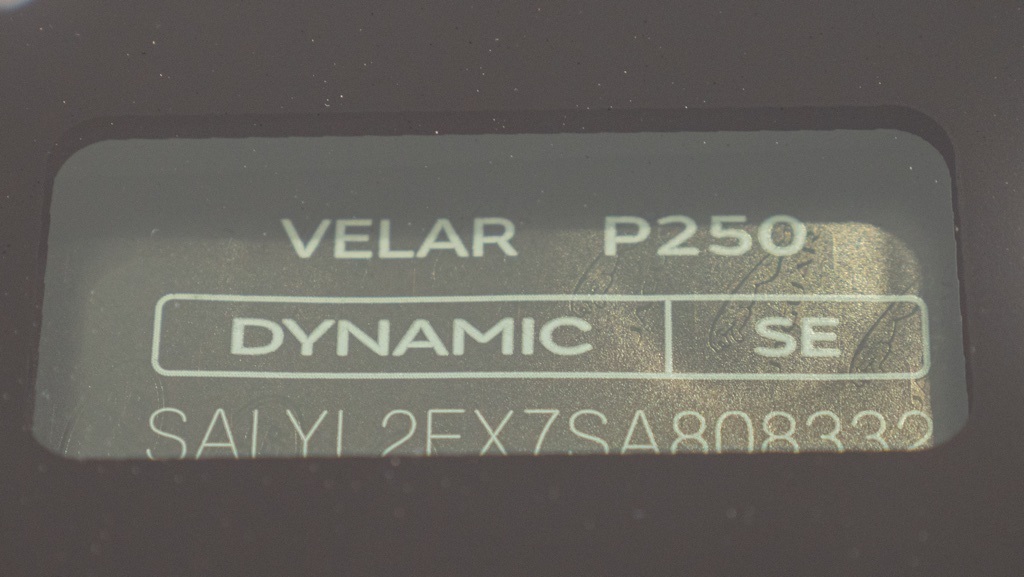 VELAR P250
DYNAMIC SE
SALYL2EX7SA808332